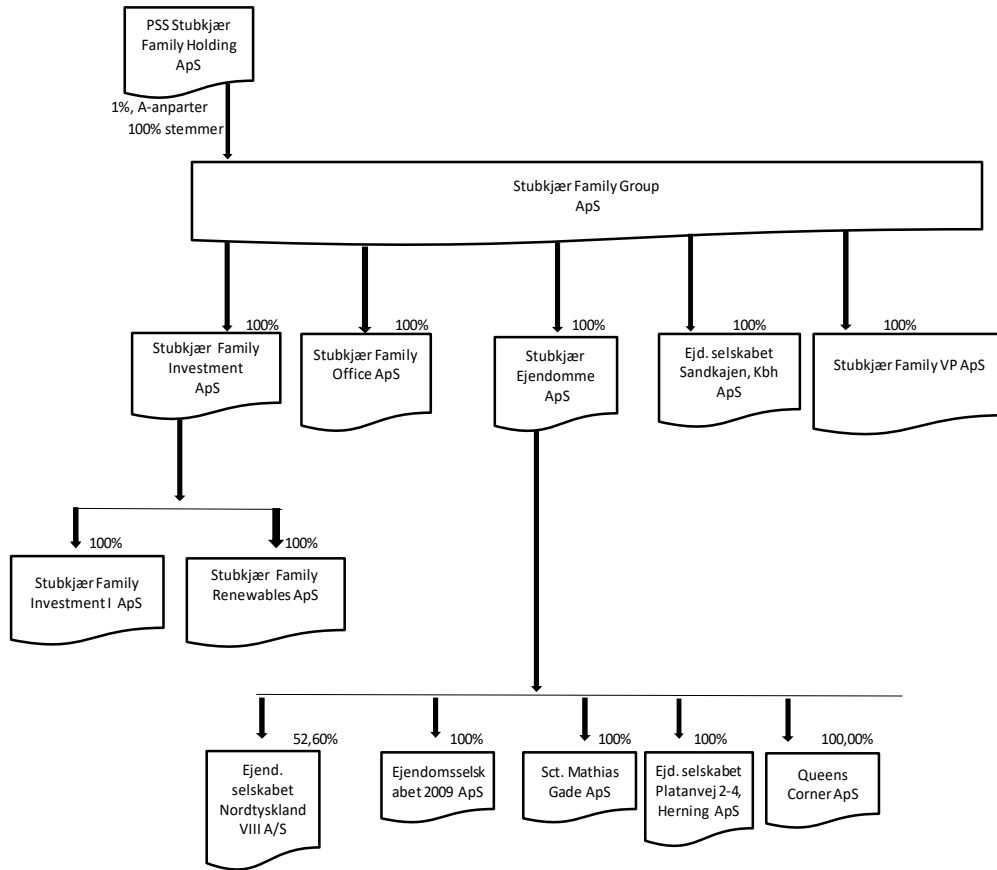 PSS Stubkjær
Family Holding
ApS
1%, A-anparter
100% stemmer
Stubkjær Family Group
ApS
100%
100%
100%
100%
100%
Stubkjær Family
Investment
ApS
Stubkjær Family
Office ApS
Stubkjær
Ejendomme
ApS
Ejd. selskabet
Sandkajen, Kbh
ApS
Stubkjær Family VP ApS
100%
100%
Stubkjær Family
Investment I ApS
Stubkjær Family
Renewables ApS
52,60%
100%
100%
100%
100,00%
Ejend.
selskabet
Nordtyskland
VIII A/S
Ejendomsselsk
abet 2009 ApS
Sct. Mathias
Gade ApS
Ejd. selskabet
Platanvej 2-4,
Herning ApS
Queens
Corner ApS